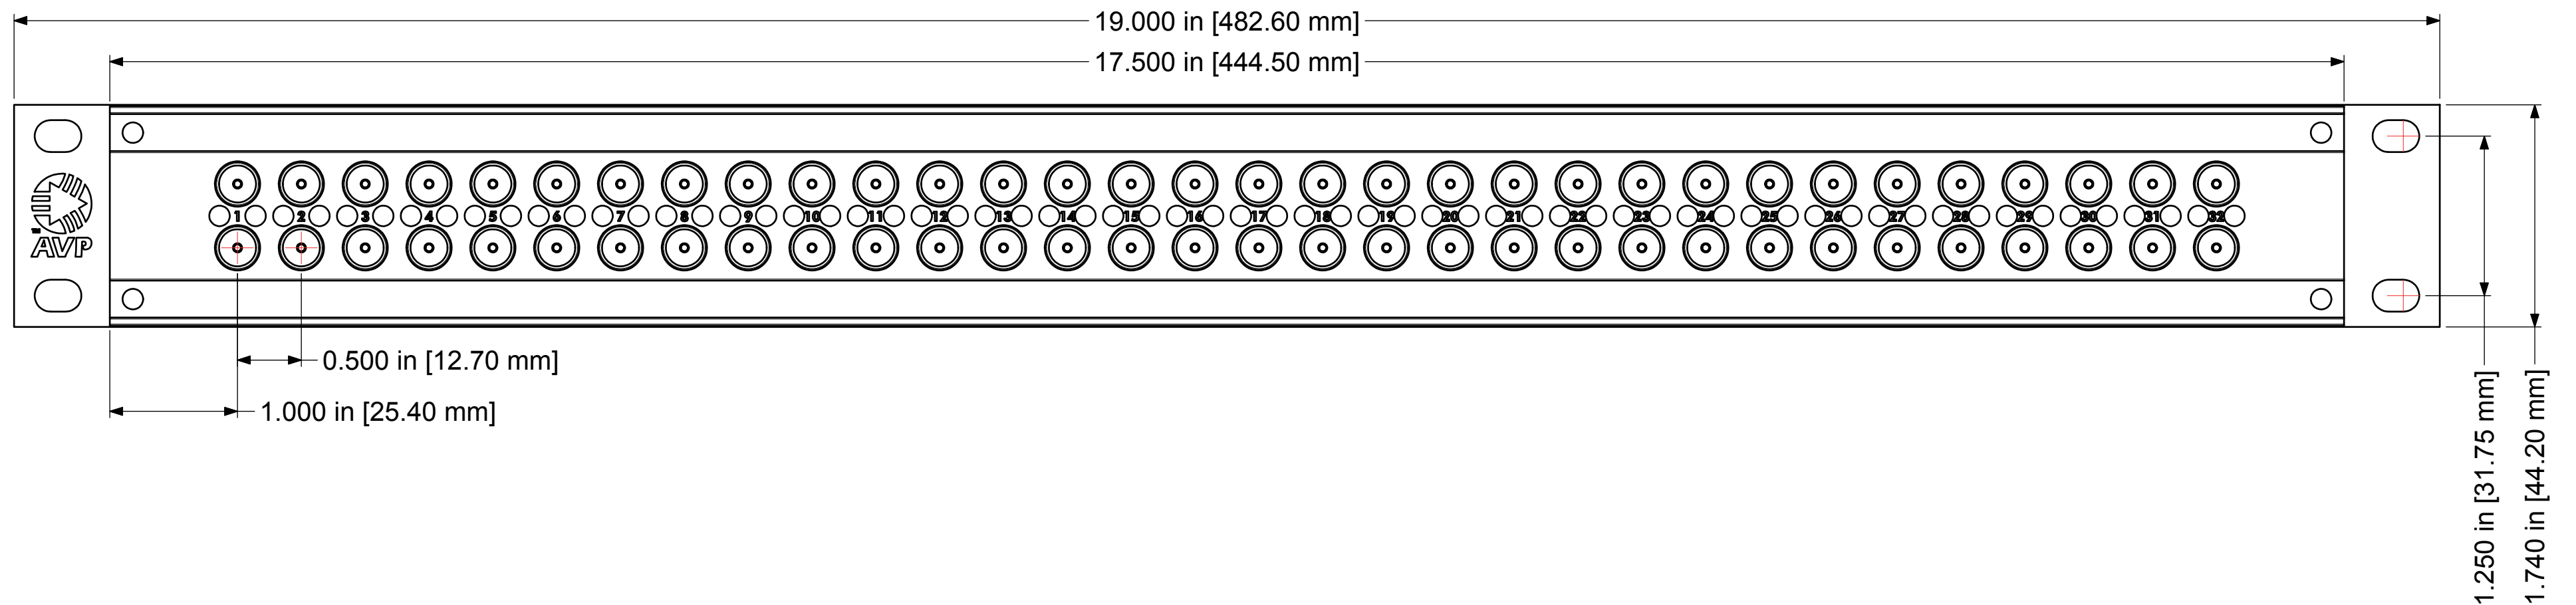 19.000 in [482.60 mm]
17.500 in [444.50 mm]
1 2 3 4 5 6 7 8 9 10 11 12 13 14 15 16 17 18 19 20 21 22 23 24 25 26 27 28 29 30 31 32
™
AVP
0.500 in [12.70 mm]
1.000 in [25.40 mm]
1.250 in [31.75 mm]
1.740 in [44.20 mm]